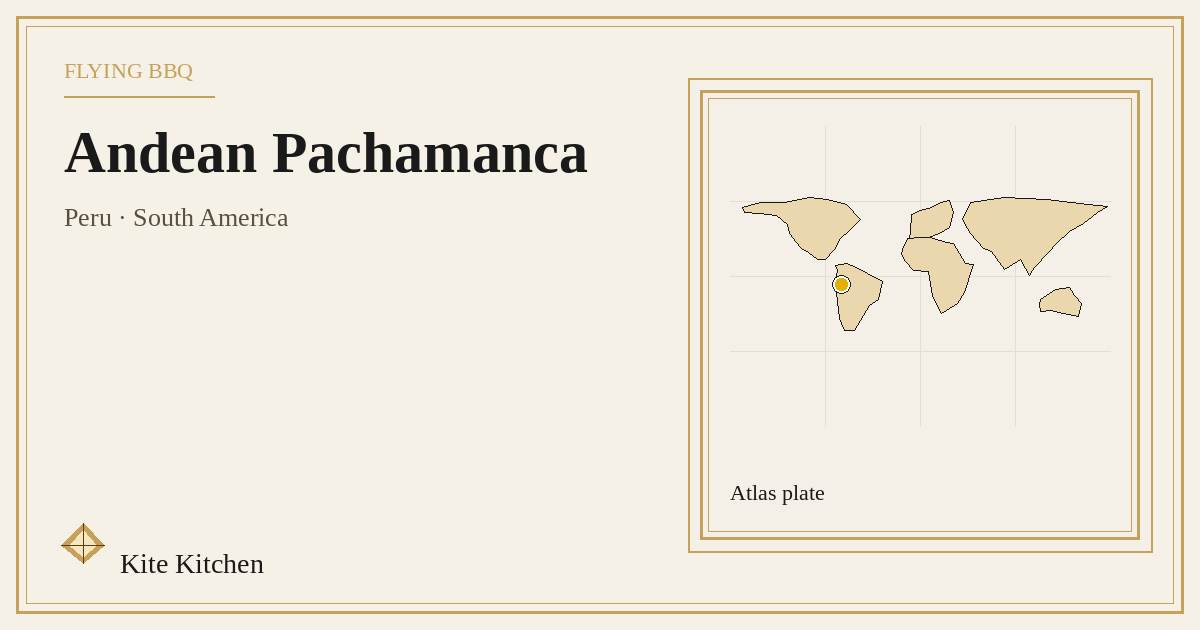 FLYING BBQ
Andean Pachamanca
Peru · South America
Atlas plate
Kite Kitchen